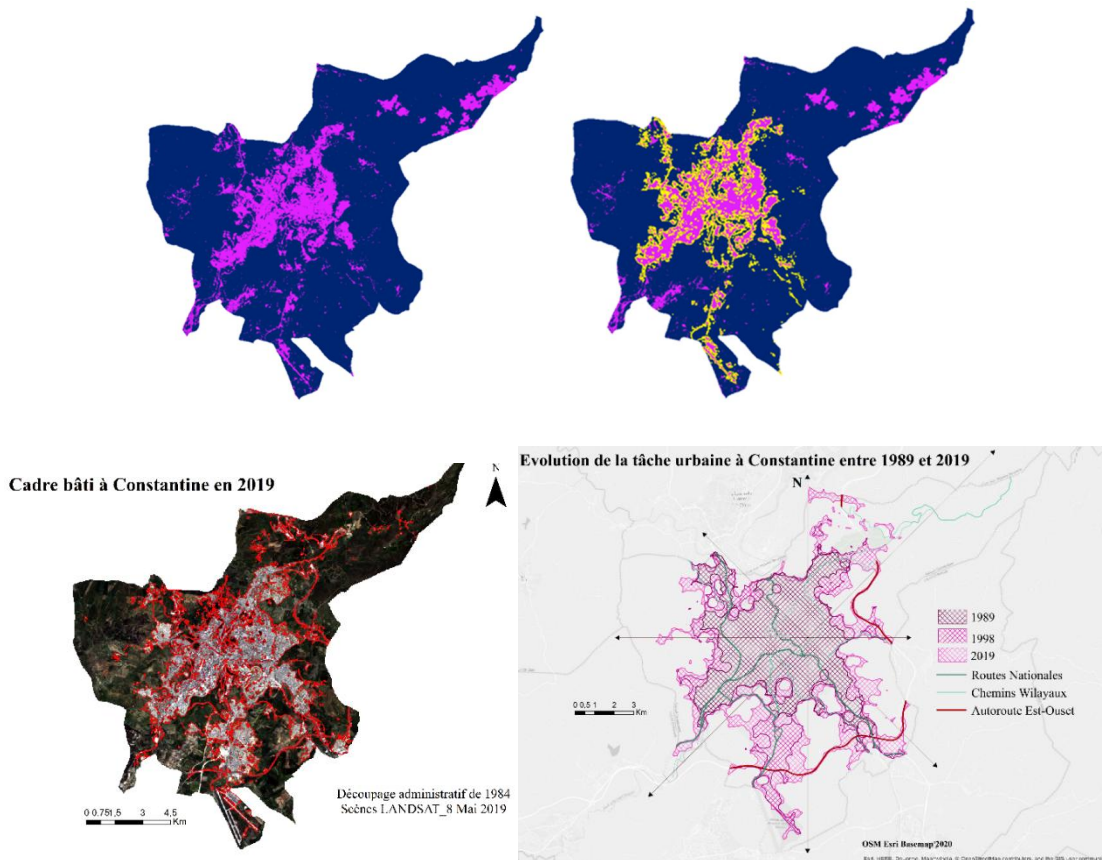 Cadre bâti à Constantine en 2019
N
0 0.75 1,5 3 4,5
Km
Découpage administratif de 1984
Scènes LANDSAT_8 Mai 2019
Evolution de la tâche urbaine à Constantine entre 1989 et 2019
N
1989
1998
2019
Routes Nationales
Chemins Wilayaux
Autoroute Est-Ouset
0 0,5 1 2 3
Km
OSM Esri Basemap'2020